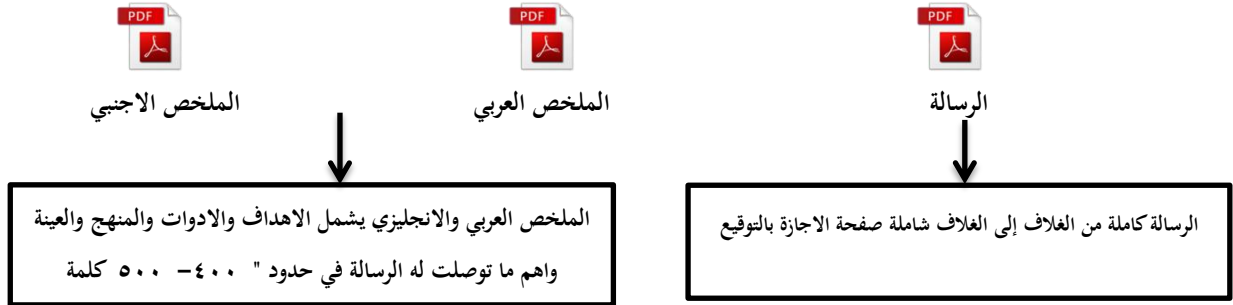 PDF PDF PDF
الرسالة
الملخص العربي
الملخص الاجنبي
الرسالة كاملة من الغلاف إلى الغلاف شاملة صفحة الاجازة بالتوقيع
الملخص العربي والانجليزي يشمل الاهداف والادوات والمنهج والعينة
واهم ما توصلت له الرسالة في حدود " ٤٠٠- ٥٠٠ كلمة